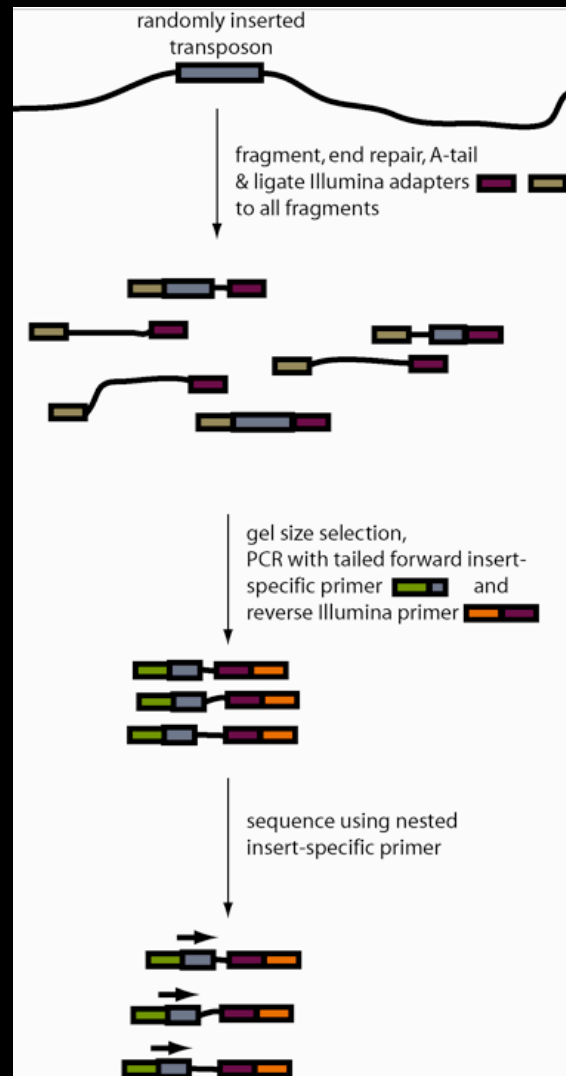 randomly inserted
transposon
fragment, end repair, A-tail
& ligate Illumina adapters
to all fragments
gel size selection,
PCR with tailed forward insert-
specific primer and
reverse Illumina primer
sequence using nested
insert-specific primer